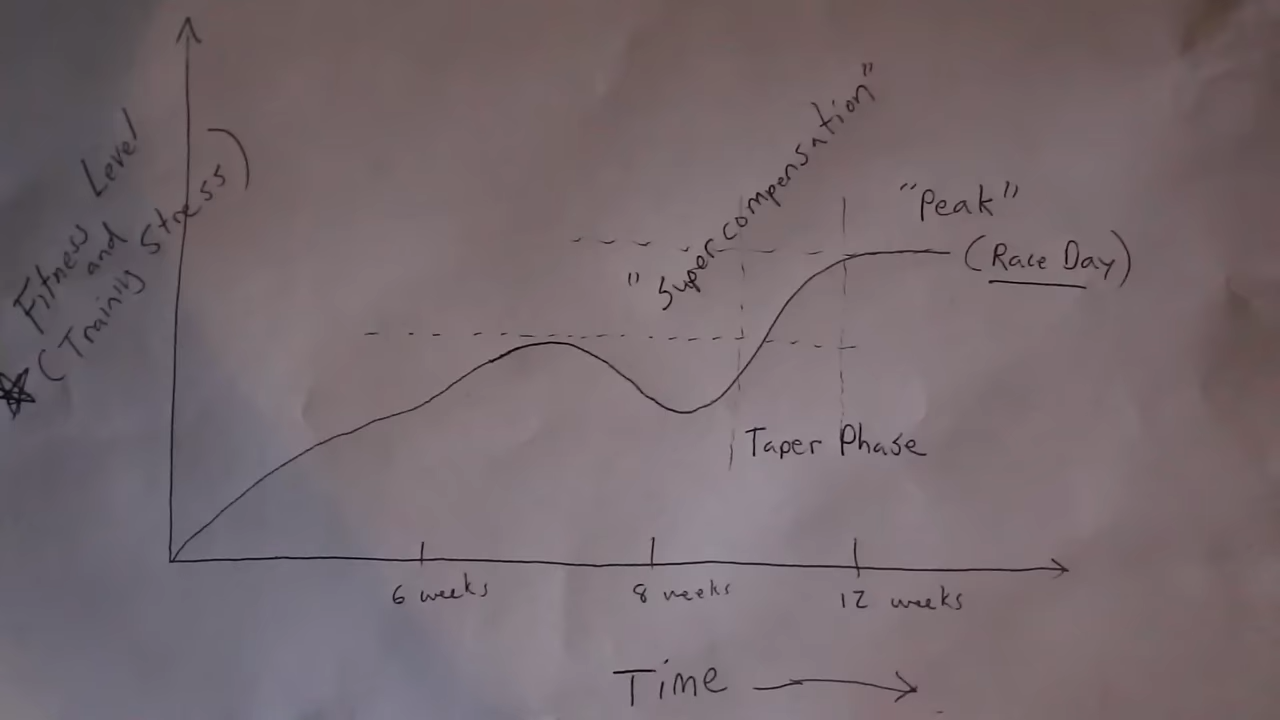 Fitness Level
and
(Training Stress)
"Supercompensation"
"Peak"
(Race Day)
Taper Phase
6 weeks
8 weeks
12 weeks
Time